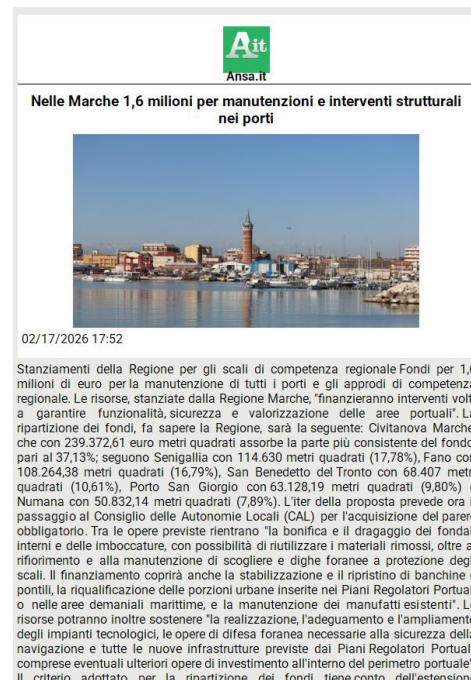 Ait
Ansa.it
Nelle Marche 1,6 milioni per manutenzioni e interventi strutturali
nei porti
02/17/2026 17:52
Stanziamenti della Regione per gli scali di competenza regionale Fondi per 1,6
milioni di euro per la manutenzione di tutti i porti e gli approdi di competenza
regionale. Le risorse, stanziate dalla Regione Marche, "finanzieranno interventi volti
a garantire funzionalità, sicurezza e valorizzazione delle aree portuali". La
ripartizione dei fondi, fa sapere la Regione, sarà la seguente: Civitanova Marche
che con 239.372,61 euro metri quadrati assorbe la parte più consistente del fondo
pari al 37,13%; seguono Senigallia con 114.630 metri quadrati (17,78%), Fano con
108.264,38 metri quadrati (16,79%), San Benedetto del Tronto con 68.407 metri
quadrati (10,61%), Porto San Giorgio con 63.128,19 metri quadrati (9,80%) e
Numana con 50.832,14 metri quadrati (7,89%). L'iter della proposta prevede ora il
passaggio al Consiglio delle Autonomie Locali (CAL) per l'acquisizione del parere
obbligatorio. Tra le opere previste rientrano "la bonifica e il dragaggio dei fondali
interni e delle imboccature, con possibilità di riutilizzare i materiali rimossi, oltre al
rifiorimento e alla manutenzione di scogliere e dighe foranee a protezione degli
scali. Il finanziamento coprirà anche la stabilizzazione e il ripristino di banchine e
pontili, la riqualificazione delle porzioni urbane inserite nei Piani Regolatori Portuali
o nelle aree demaniali marittime, e la manutenzione dei manufatti esistenti". Le
risorse potranno inoltre sostenere "la realizzazione, l'adeguamento e l'ampliamento
degli impianti tecnologici, le opere di difesa foranea necessarie alla sicurezza della
navigazione e tutte le nuove infrastrutture previste dai Piani Regolatori Portuali
comprese eventuali ulteriori opere di investimento all'interno del perimetro portuale".
Il criterio adottato per la ripartizione dei fondi tiene conto dell'estensione